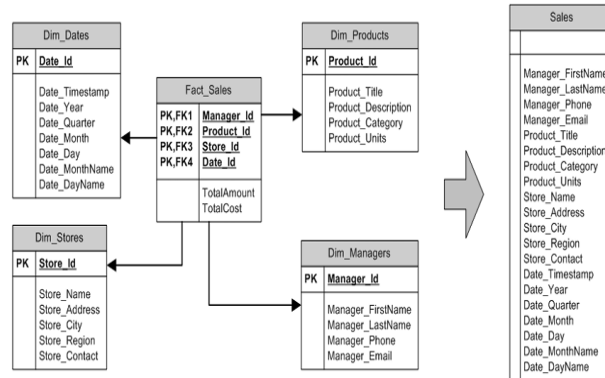 Dim_Dates
PK Date_Id
Date_Timestamp
Date_Year
Date_Quarter
Date_Month
Date_Day
Date_MonthName
Date_DayName
Fact_Sales
PK,FK1 Manager_Id
PK,FK2 Product_Id
PK,FK3 Store_Id
PK,FK4 Date_Id
TotalAmount
TotalCost
Dim_Products
PK Product_Id
Product_Title
Product_Description
Product_Category
Product_Units
Dim_Stores
PK Store_Id
Store_Name
Store_Address
Store_City
Store_Region
Store_Contact
Dim_Managers
PK Manager_Id
Manager_FirstName
Manager_LastName
Manager_Phone
Manager_Email
Sales
Manager_FirstName
Manager_LastName
Manager_Phone
Manager_Email
Product_Title
Product_Description
Product_Category
Product_Units
Store_Name
Store_Address
Store_City
Store_Region
Store_Contact
Date_Timestamp
Date_Year
Date_Quarter
Date_Month
Date_Day
Date_MonthName
Date_DayName